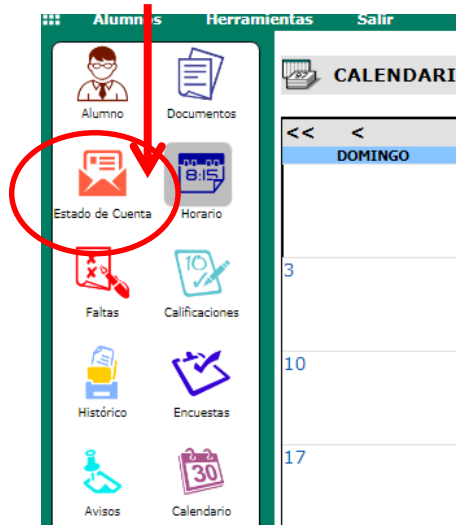 Alumnos Herramientas Salir
Alumno Documentos
Estado de Cuenta Horario
8:15
Faltas Calificaciones
10
Histórico Encuestas
Avisos Calendario
30
CALENDARI
<< <
DOMINGO
3
10
17